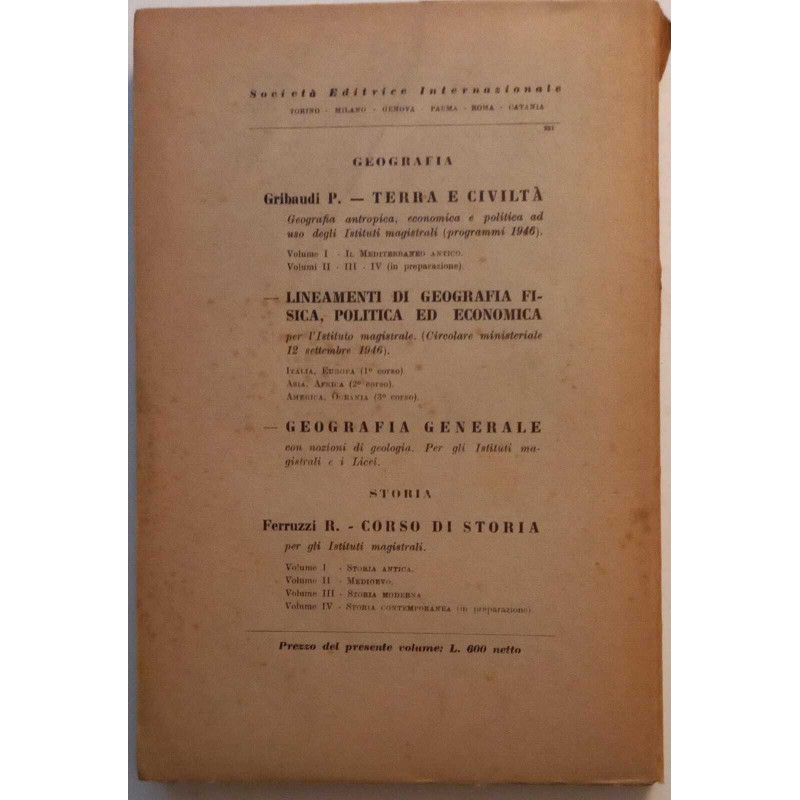 Società Editrice Internazionale
TORINO - MILANO - GENOVA - PARMA - ROMA - CATANIA
GEOGRAFIA
Gribaudi P. — TERRA E CIVILTÀ
Geografia antropica, economica e politica ad
uso degli Istituti magistrali (programmi 1946).
Volume I - IL MEDITERRANEO ANTICO.
Volumi II - III - IV (in preparazione).
— LINEAMENTI DI GEOGRAFIA FI-
SICA, POLITICA ED ECONOMICA
per l'Istituto magistrale. (Circolare ministeriale
12 settembre 1946).
ITALIA, EUROPA (1º corso).
ASIA, AFRICA (2º corso).
AMERICA, OCEANIA (3º corso).
— GEOGRAFIA GENERALE
con nozioni di geologia. Per gli Istituti ma-
gistrali e i Licei.
STORIA
Ferruzzi R. - CORSO DI STORIA
per gli Istituti magistrali.
Volume I - STORIA ANTICA.
Volume II - MEDIOEVO.
Volume III - STORIA MODERNA
Volume IV - STORIA CONTEMPORANEA (in preparazione).
Prezzo del presente volume: L. 600 netto